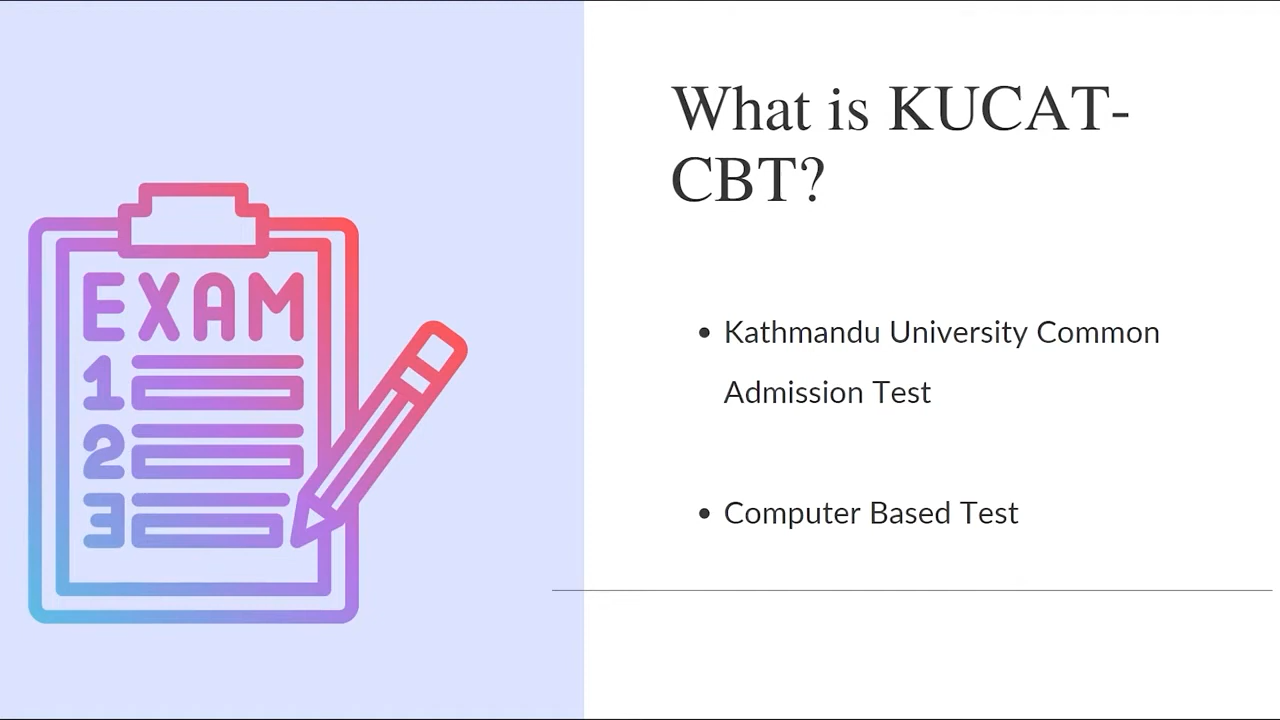 What is KUCAT-
CBT?
EXAM
1
2
3
• Kathmandu University Common
Admission Test
• Computer Based Test